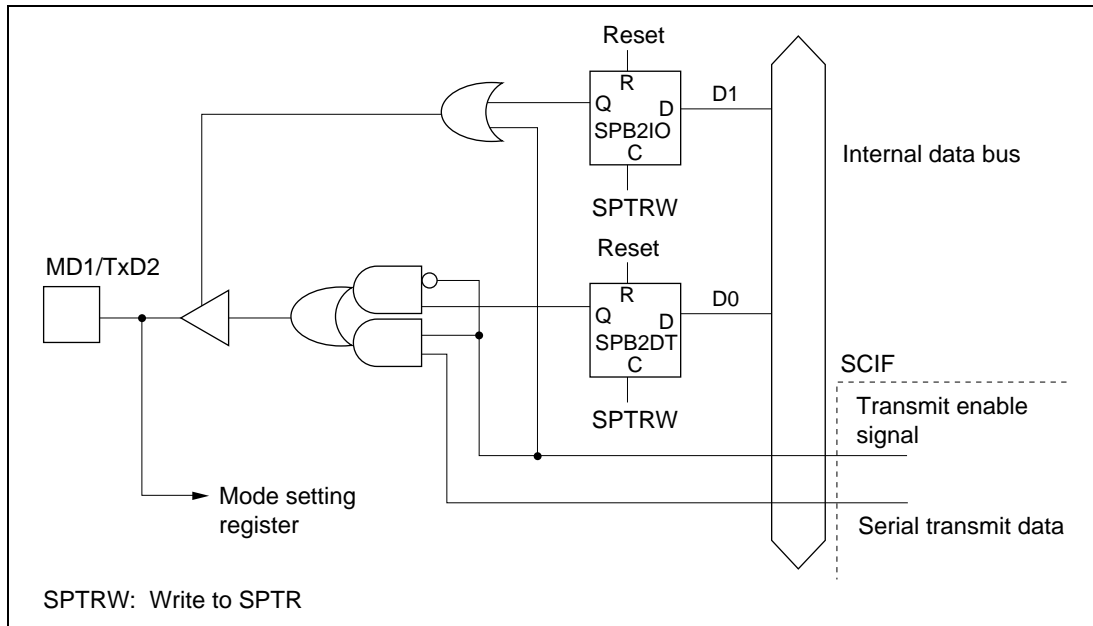 Reset
R
Q
D
SPB2IO
C
D1
SPTRW
Internal data bus
Reset
R
Q
D
SPB2DT
C
D0
SPTRW
MD1/TxD2
SCIF
Transmit enable
signal
Mode setting
register
Serial transmit data
SPTRW: Write to SPTR